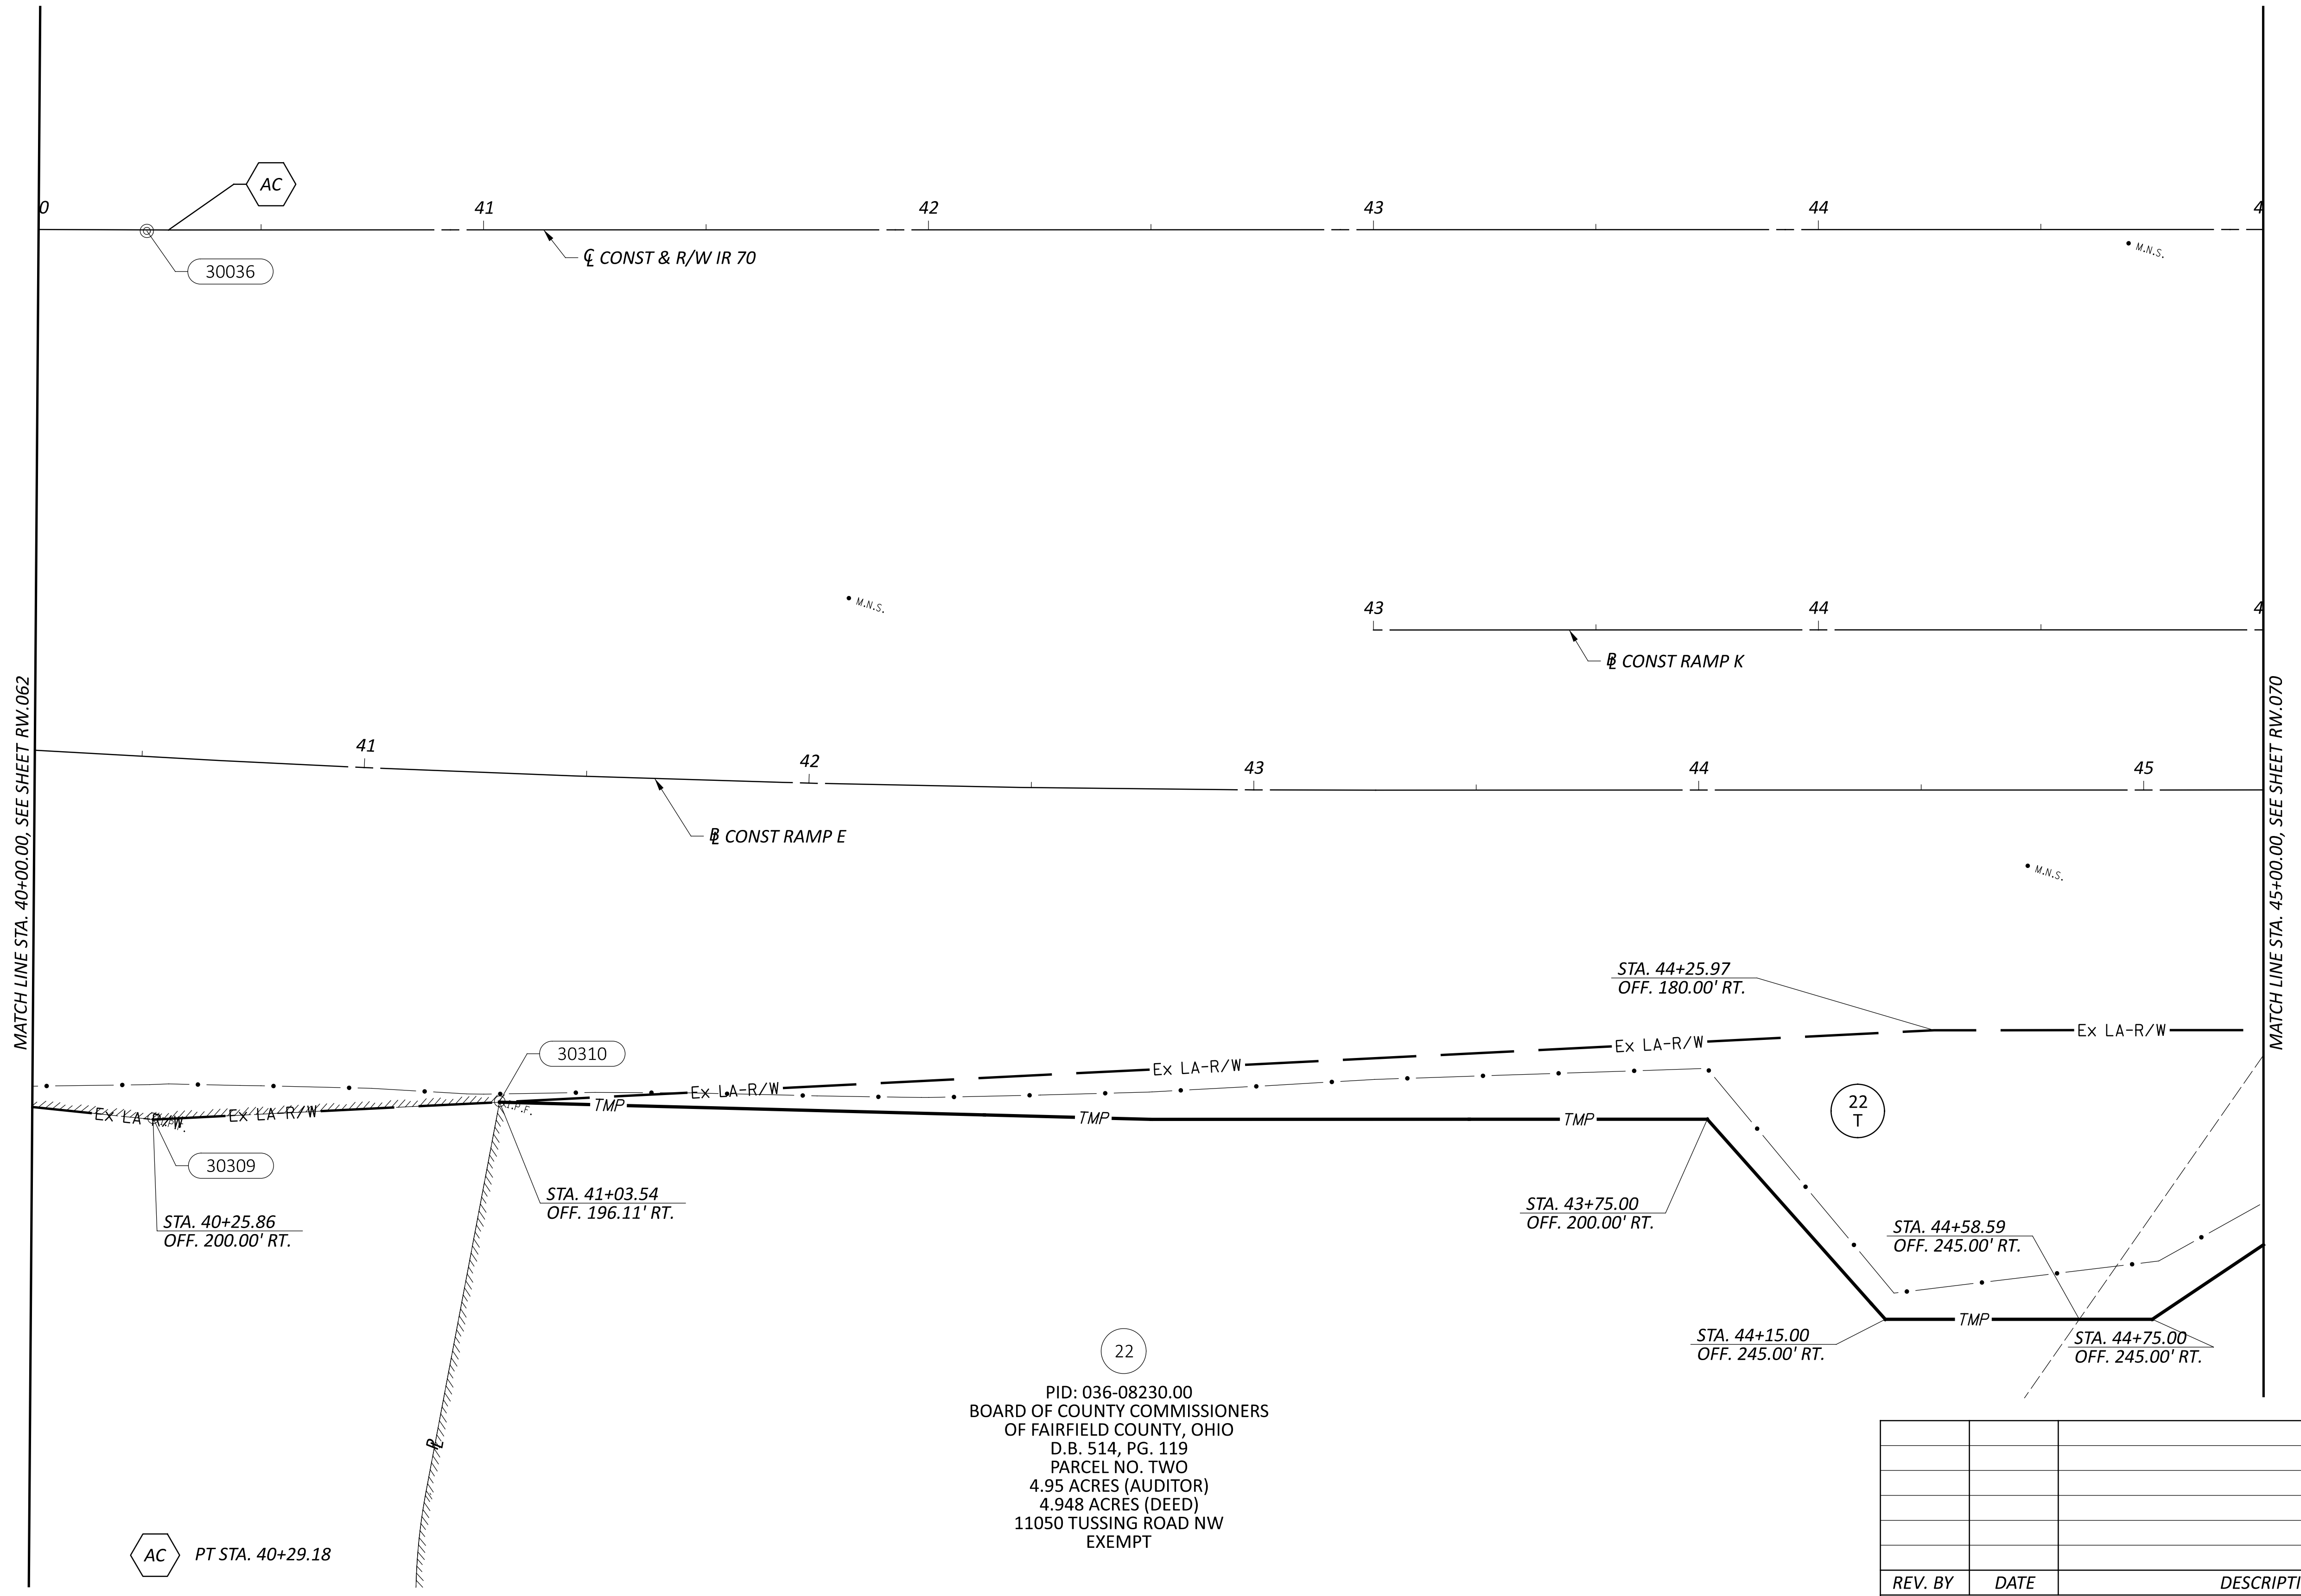 AC
0
41
42
43
44
4
30036
℄ CONST & R/W IR 70
M.N.S.
M.N.S.
43
44
4
B/L CONST RAMP K
MATCH LINE STA. 40+00.00, SEE SHEET RW.062
MATCH LINE STA. 45+00.00, SEE SHEET RW.070
41
42
43
44
45
B/L CONST RAMP E
M.N.S.
STA. 44+25.97
OFF. 180.00' RT.
Ex LA-R/W
Ex LA-R/W
Ex LA-R/W
Ex LA-R/W
30310
Ex LA-R/W
Ex LA-R/W
TMP
TMP
TMP
22
T
30309
STA. 40+25.86
OFF. 200.00' RT.
STA. 41+03.54
OFF. 196.11' RT.
STA. 43+75.00
OFF. 200.00' RT.
STA. 44+58.59
OFF. 245.00' RT.
TMP
STA. 44+15.00
OFF. 245.00' RT.
STA. 44+75.00
OFF. 245.00' RT.
22
PID: 036-08230.00
BOARD OF COUNTY COMMISSIONERS
OF FAIRFIELD COUNTY, OHIO
D.B. 514, PG. 119
PARCEL NO. TWO
4.95 ACRES (AUDITOR)
4.948 ACRES (DEED)
11050 TUSSING ROAD NW
EXEMPT
PL
AC PT STA. 40+29.18
REV. BY DATE DESCRIPTI